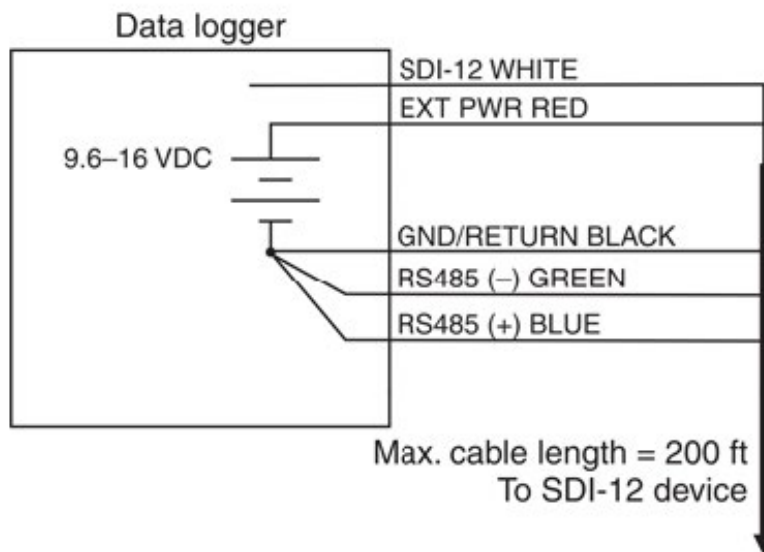 Data logger
SDI-12 WHITE
EXT PWR RED
9.6–16 VDC
GND/RETURN BLACK
RS485 (–) GREEN
RS485 (+) BLUE
Max. cable length = 200 ft
To SDI-12 device